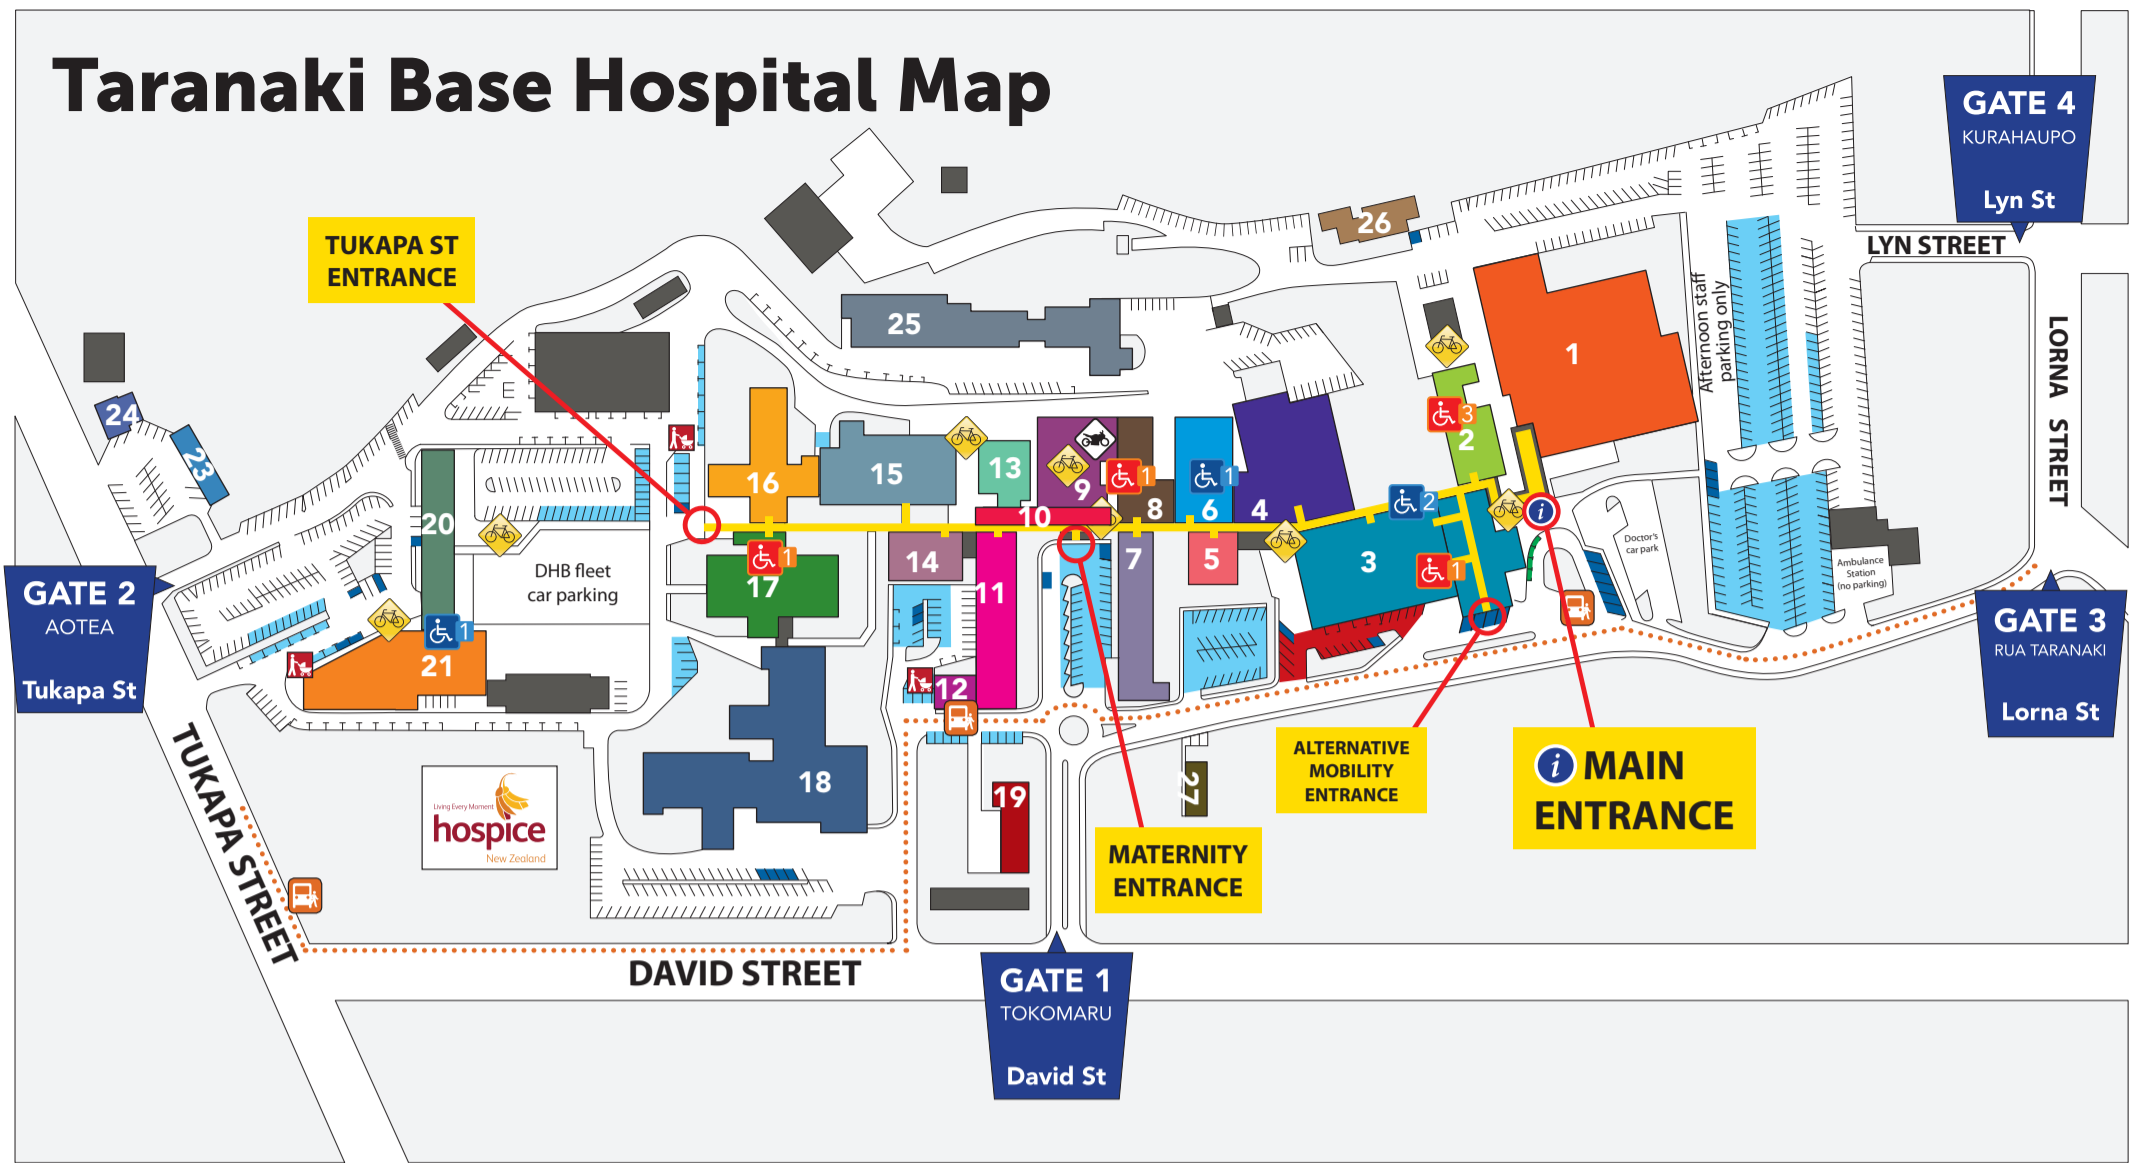 Taranaki Base Hospital Map
GATE 4
KURAHAUPO
Lyn St
TUKAPA ST
ENTRANCE
LYN STREET
LORNA STREET
Afternoon staff
parking only
26
25
1
24
23
3
2
20
16
15
13
9
8
1
1
6
4
2
10
i
DHB fleet
car parking
1
17
14
11
7
5
3
1
Doctor's
car park
Ambulance
Station
(no parking)
GATE 2
AOTEA
Tukapa St
1
21
12
GATE 3
RUA TARANAKI
Lorna St
TUKAPA STREET
18
19
27
ALTERNATIVE
MOBILITY
ENTRANCE
i MAIN
ENTRANCE
Living Every Moment
hospice
New Zealand
MATERNITY
ENTRANCE
DAVID STREET
GATE 1
TOKOMARU
David St